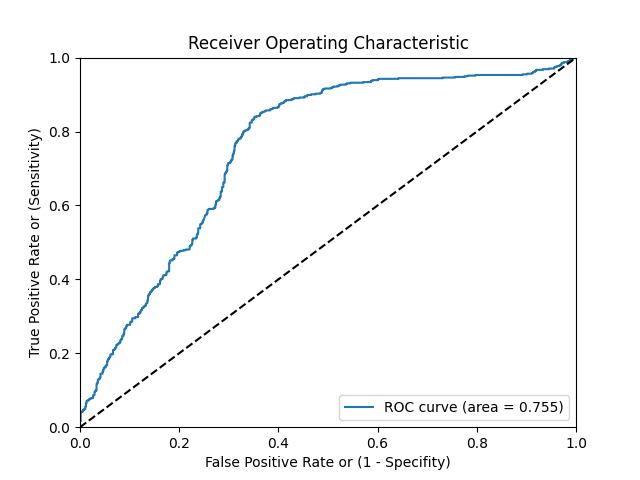 Receiver Operating Characteristic
1.0
0.8
0.6
0.4
0.2
0.0
True Positive Rate or (Sensitivity)
ROC curve (area = 0.755)
0.0 0.2 0.4 0.6 0.8 1.0
False Positive Rate or (1 - Specifity)